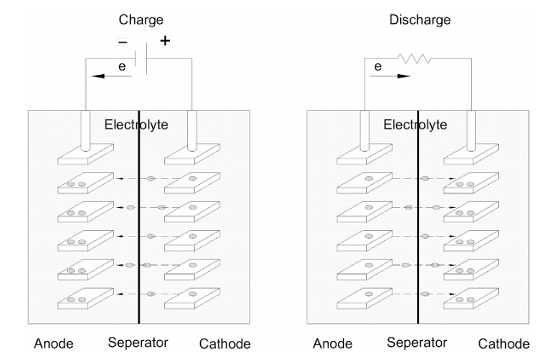 Charge
Discharge
− +
e
e
Electrolyte
Electrolyte
Anode Seperator Cathode
Anode Seperator Cathode